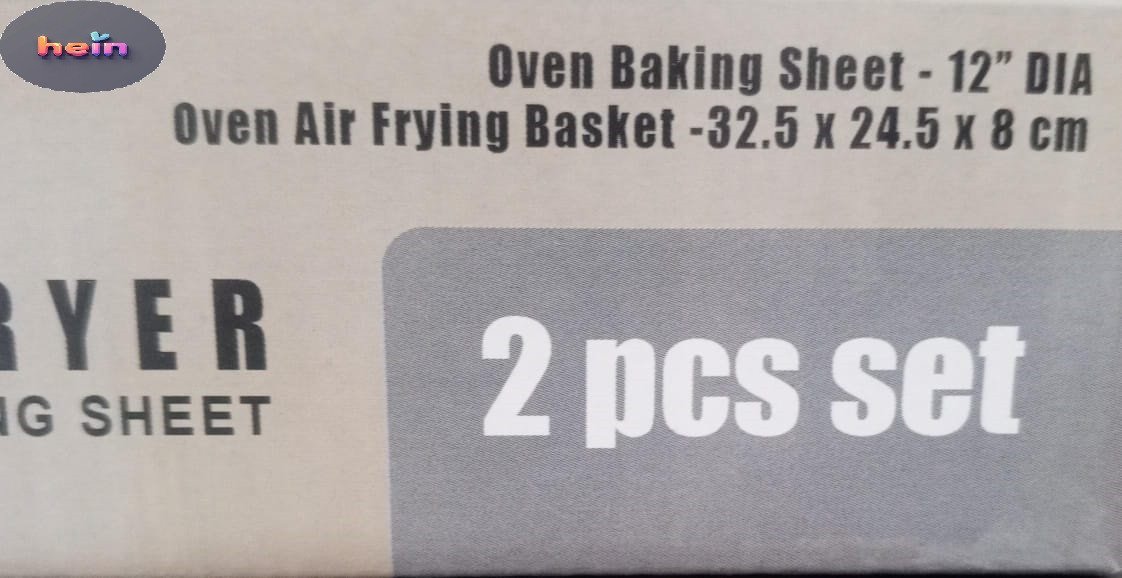 hein
Oven Baking Sheet - 12” DIA
Oven Air Frying Basket -32.5 x 24.5 x 8 cm
RYER
NG SHEET
2 pcs set